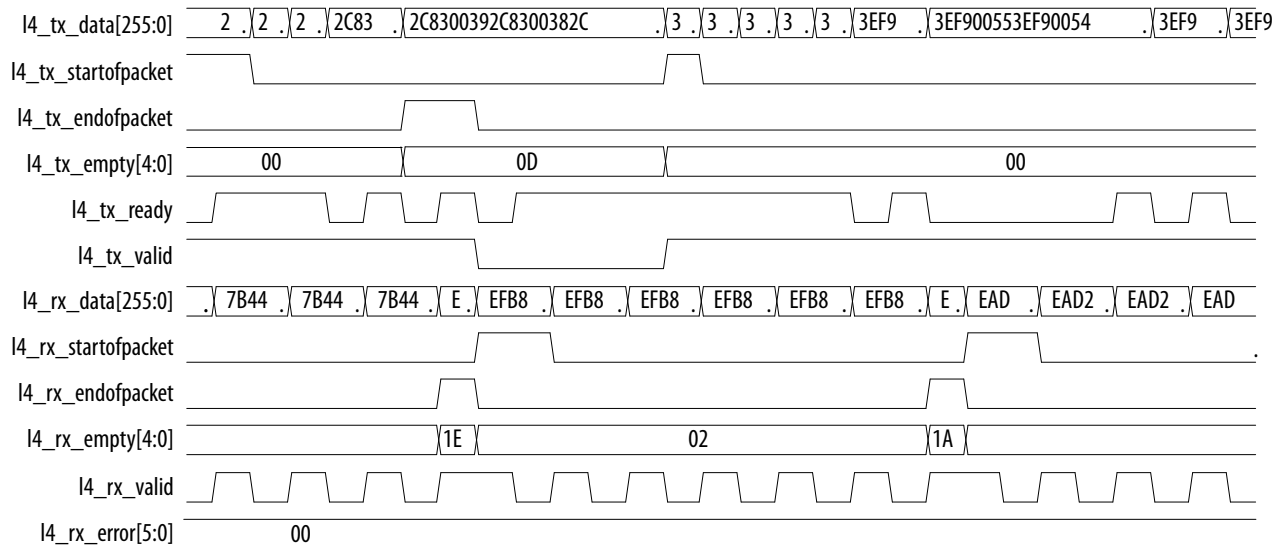 l4_tx_data[255:0] 2 . 2 . 2 . 2C83 . 2C8300392C8300382C . 3 . 3 . 3 . 3 . 3 . 3EF9 . 3EF900553EF90054 . 3EF9 . 3EF9
l4_tx_startofpacket
l4_tx_endofpacket
l4_tx_empty[4:0] 00 0D 00
l4_tx_ready
l4_tx_valid
l4_rx_data[255:0] . 7B44 . 7B44 . 7B44 . E . EFB8 . EFB8 . EFB8 . EFB8 . EFB8 . EFB8 . E . EAD . EAD2 . EAD2 . EAD
l4_rx_startofpacket .
l4_rx_endofpacket
l4_rx_empty[4:0] 1E 02 1A
l4_rx_valid
l4_rx_error[5:0] 00